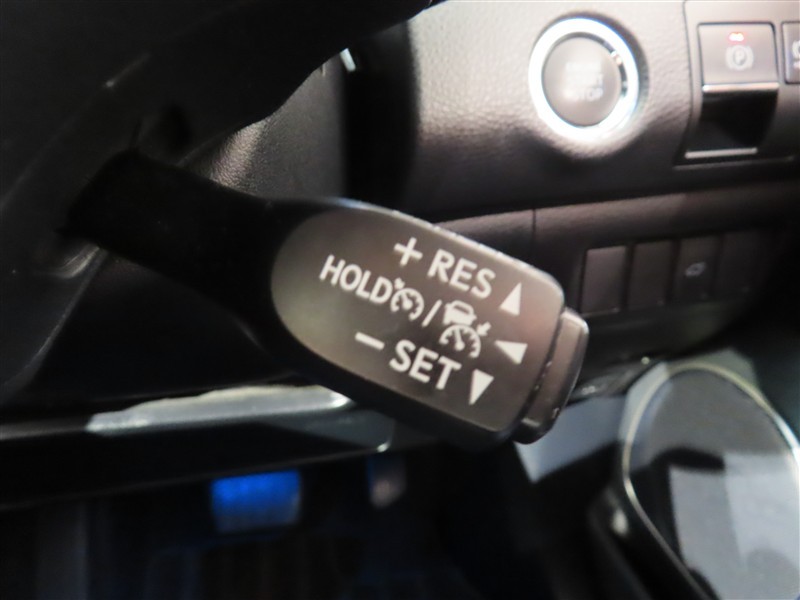 + RES ▲
HOLD /
− SET ▼